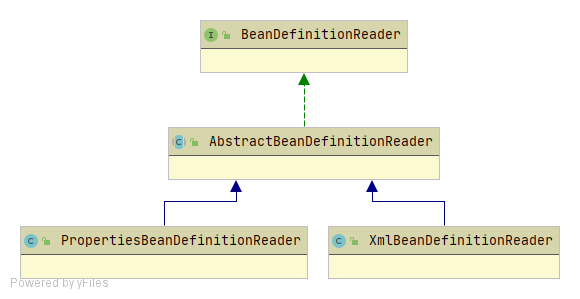 I BeanDefinitionReader
C AbstractBeanDefinitionReader
C PropertiesBeanDefinitionReader
C XmlBeanDefinitionReader
Powered by yFiles